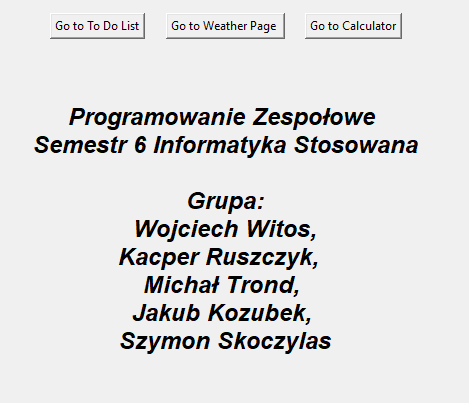 Go to To Do List Go to Weather Page Go to Calculator
Programowanie Zespołowe
Semestr 6 Informatyka Stosowana
Grupa:
Wojciech Witos,
Kacper Ruszczyk,
Michał Trond,
Jakub Kozubek,
Szymon Skoczylas